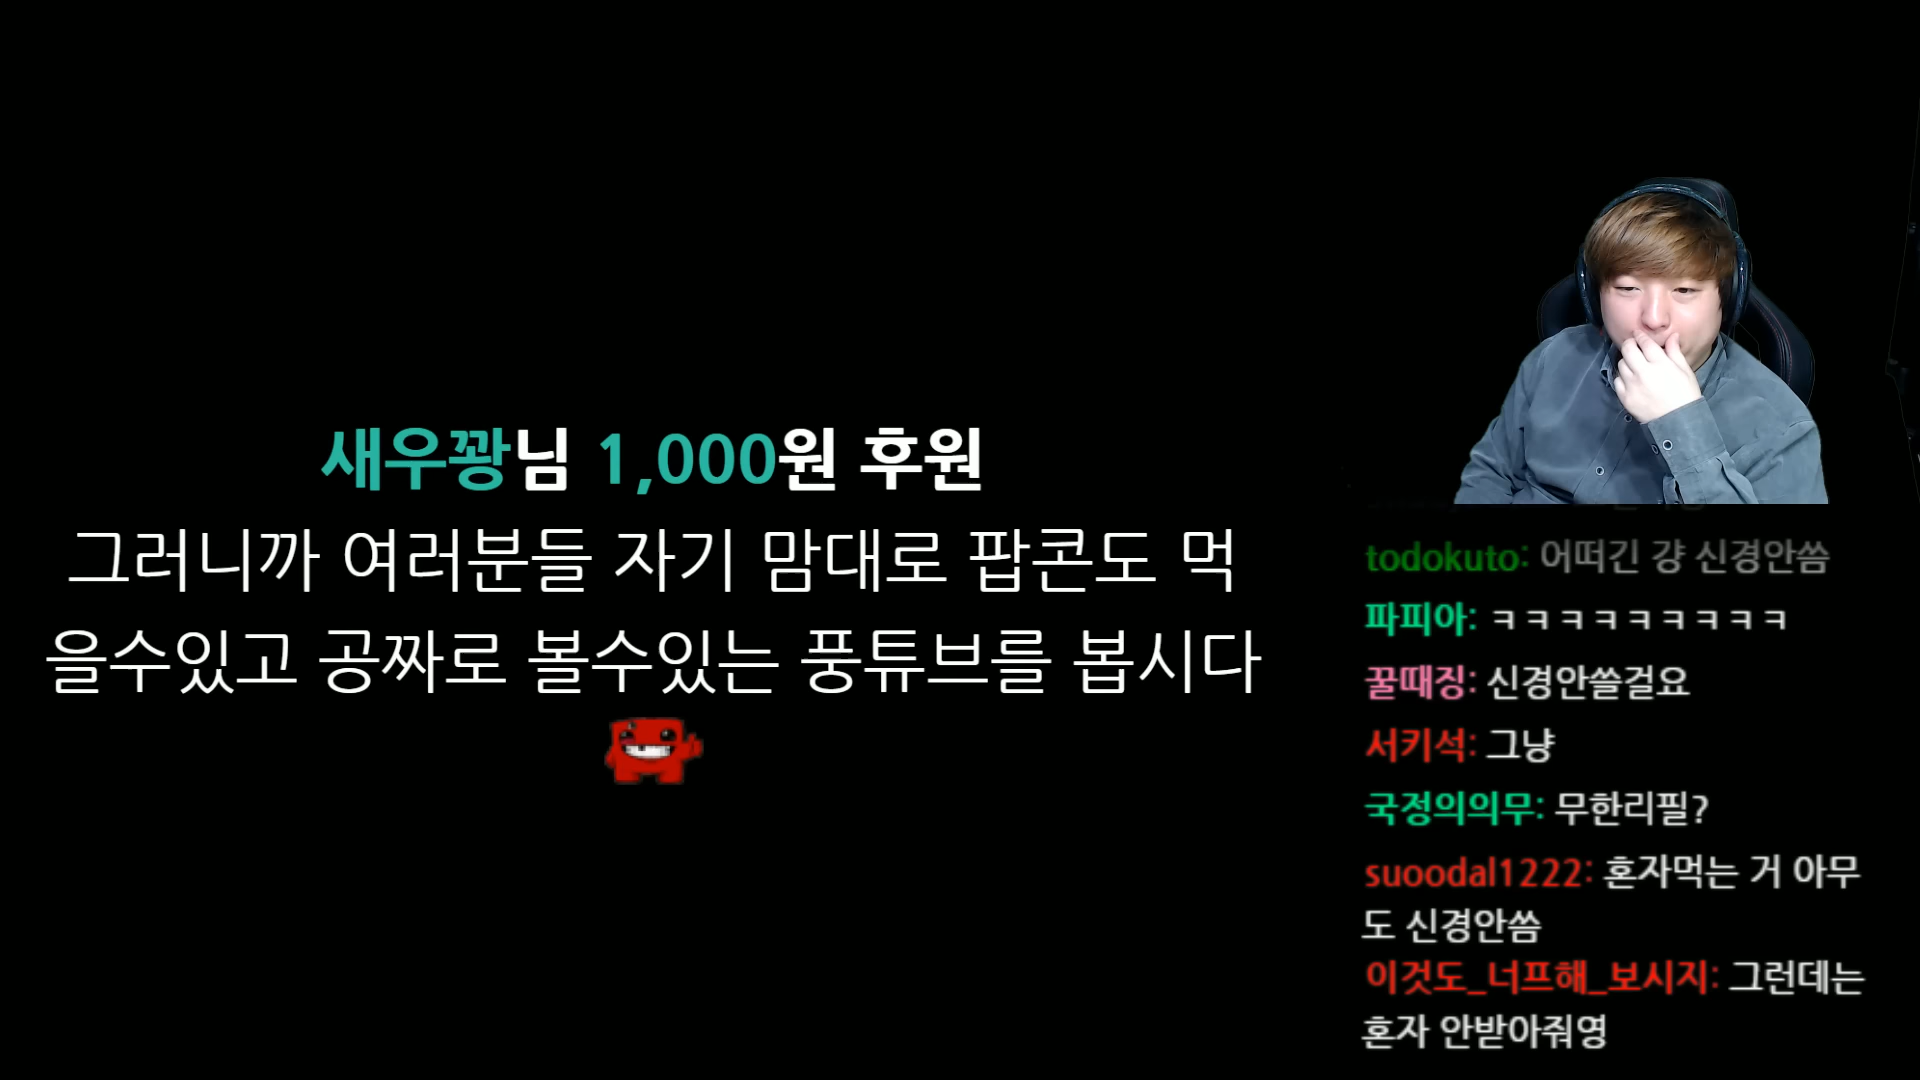 새우꽝님 1,000원 후원
그러니까 여러분들 자기 맘대로 팝콘도 먹
을수있고 공짜로 볼수있는 풍튜브를 봅시다
todokuto: 어떠긴 걍 신경안씀
파피아: ㅋㅋㅋㅋㅋㅋㅋㅋㅋ
꿀때징: 신경안쓸걸요
서키석: 그냥
국정의의무: 무한리필?
suoodal1222: 혼자먹는 거 아무
도 신경안씀
이것도_너프해_보시지: 그런데는
혼자 안받아줘영